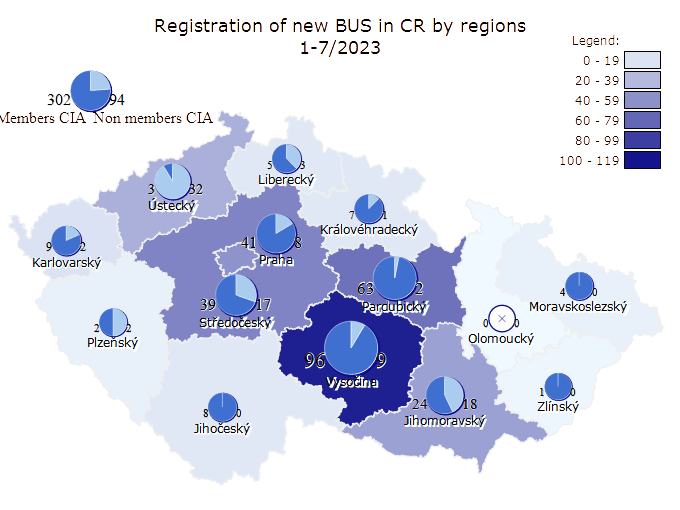 Registration of new BUS in CR by regions
1-7/2023
Legend:
0 - 19
20 - 39
40 - 59
60 - 79
80 - 99
100 - 119
302 94
Members CIA Non members CIA
5 3
Liberecký
3 32
Ústecký
7 1
Královéhradecký
9 2
Karlovarský
41 8
Praha
63 2
Pardubický
4 0
Moravskoslezský
39 17
Středočeský
2 2
Plzeňský
0 0
Olomoucký
96 9
Vysočina
24 18
Jihomoravský
1 0
Zlínský
8 0
Jihočeský